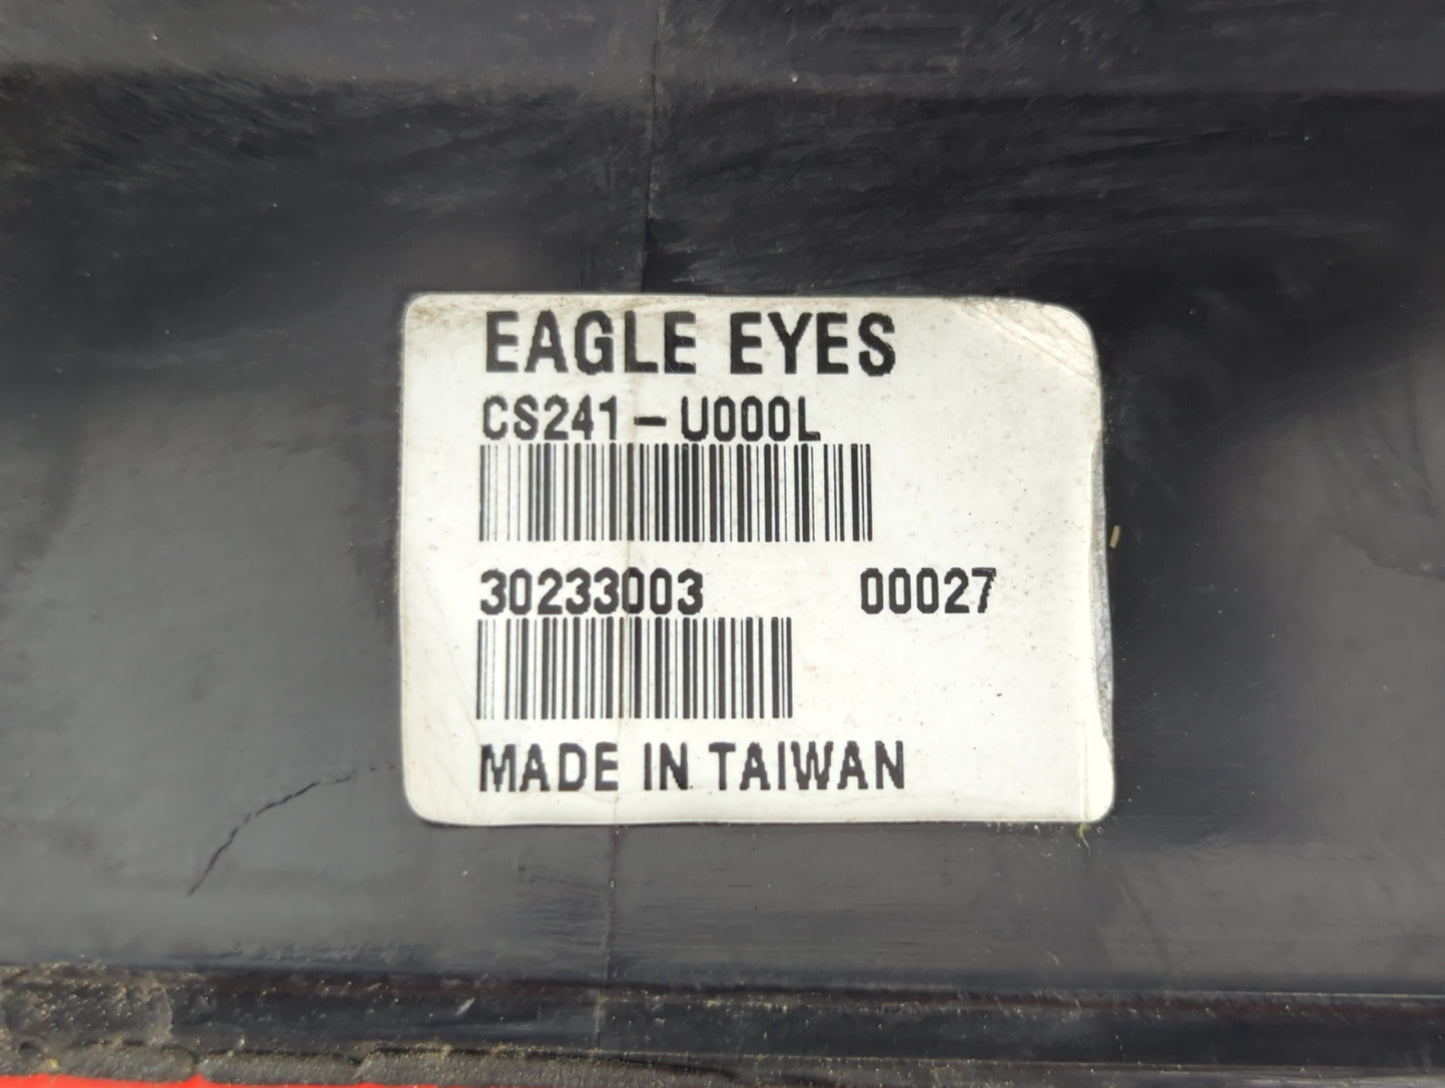 EAGLE EYES
CS241-U000L
30233003 00027
MADE IN TAIWAN